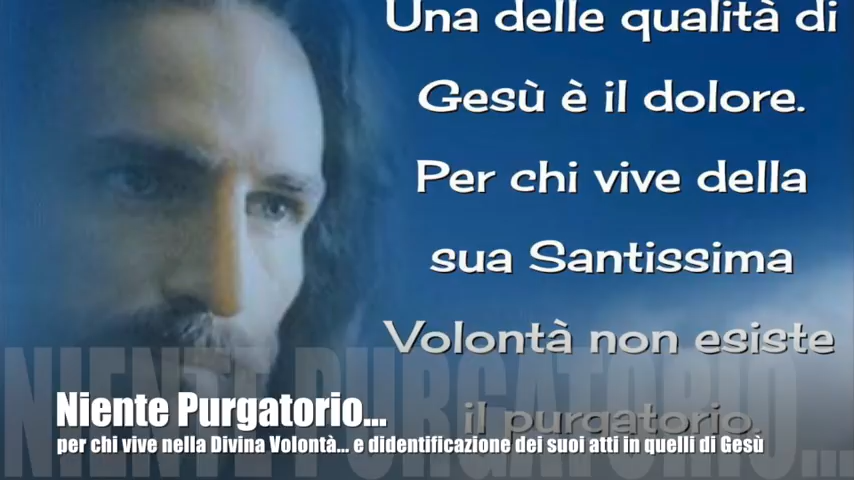 Una delle qualità di
Gesù è il dolore.
Per chi vive della
sua Santissima
Volontà non esiste
il purgatorio.
NIENTE PURGATORIO...
Niente Purgatorio...
per chi vive nella Divina Volontà... e didentificazione dei suoi atti in quelli di Gesù